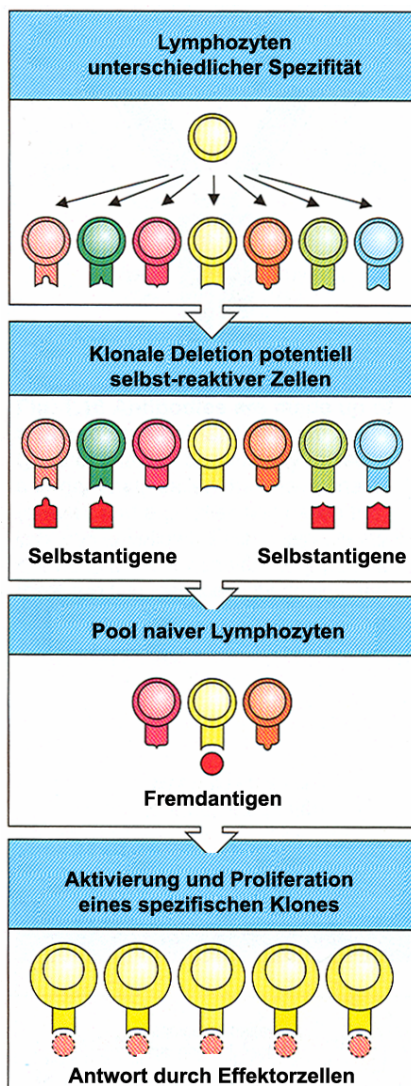 Lymphozyten
unterschiedlicher Spezifität
Klonale Deletion potentiell
selbst-reaktiver Zellen
Selbstantigene Selbstantigene
Pool naiver Lymphozyten
Fremdantigen
Aktivierung und Proliferation
eines spezifischen Klones
Antwort durch Effektorzellen